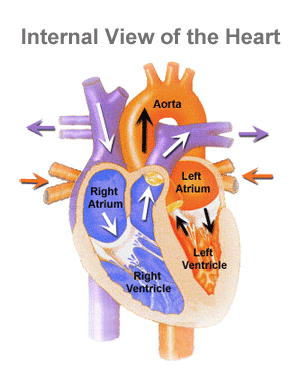 Internal View of the Heart
Aorta
Right
Atrium
Left
Atrium
Left
Ventricle
Right
Ventricle